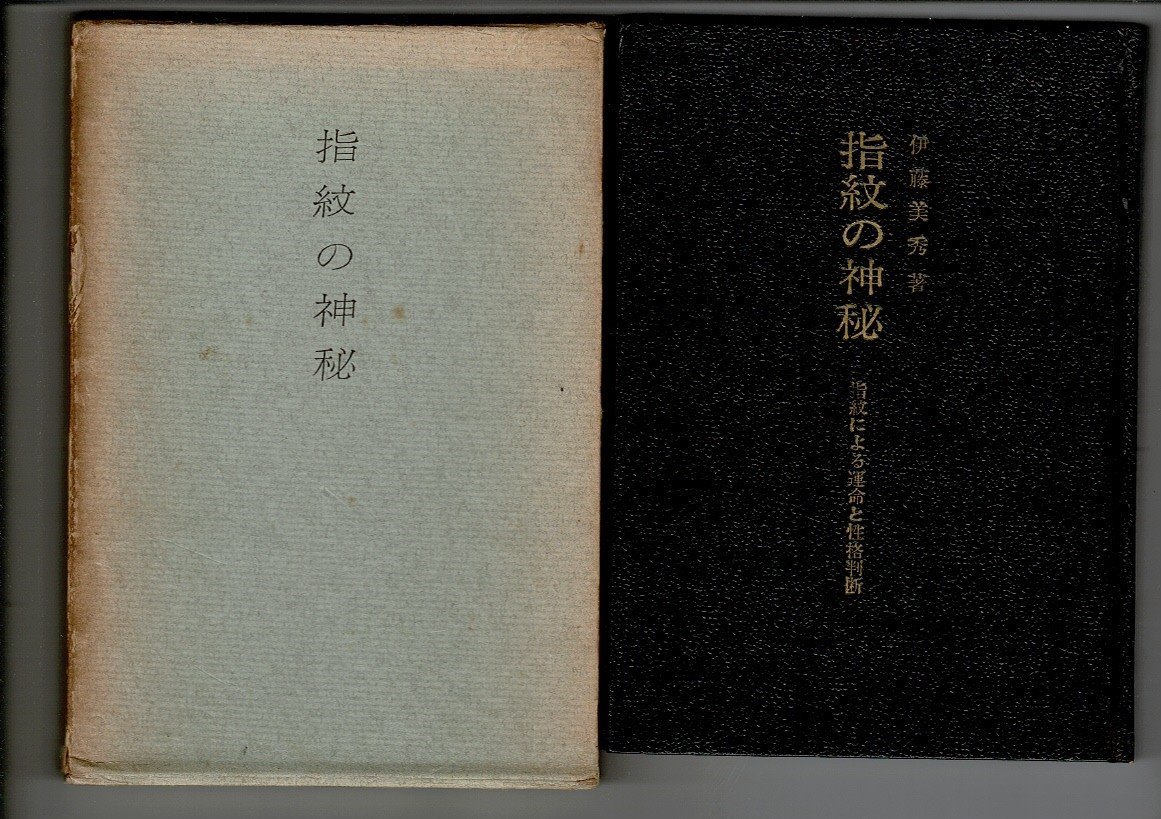 指紋の神秘
伊藤美秀著
指紋の神秘
指紋による運命と性格判断